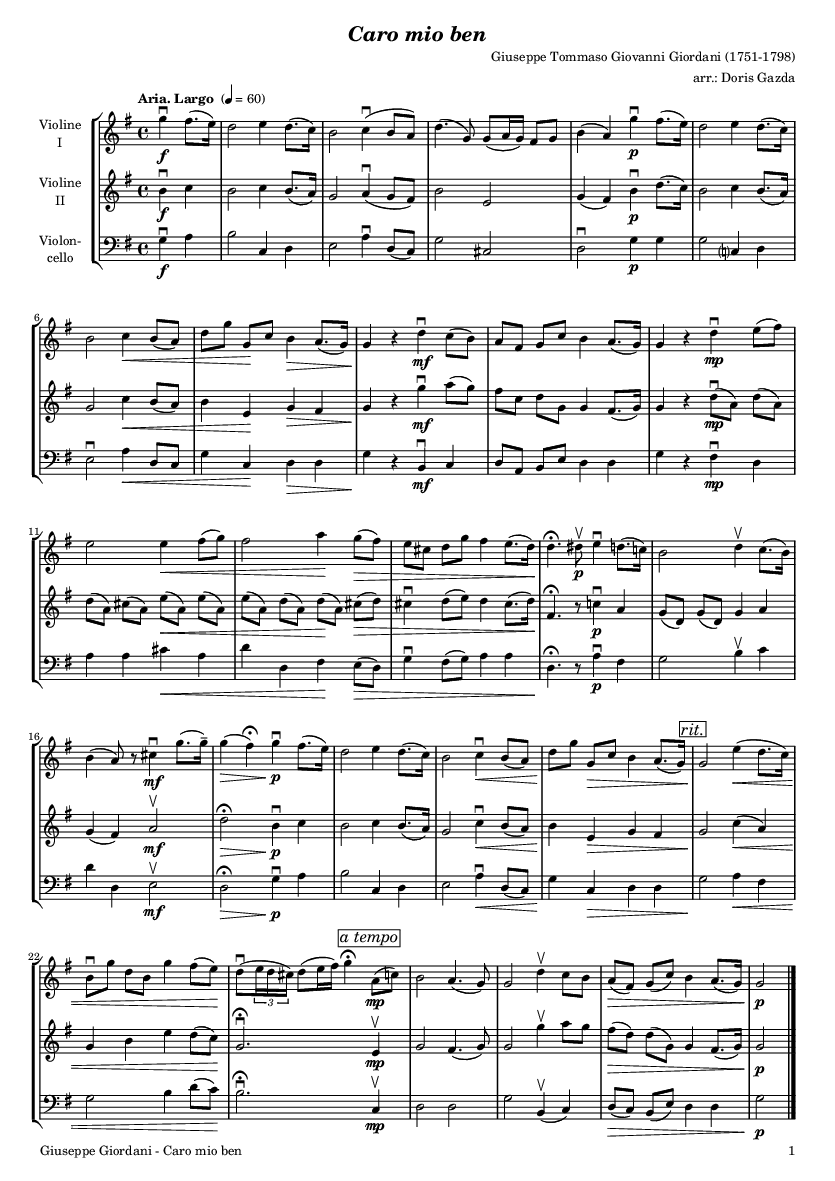 Caro mio ben
Giuseppe Tommaso Giovanni Giordani (1751-1798)
arr.: Doris Gazda
Aria. Largo (♩ = 60)
Violine
I
f
p
Violine
II
f
p
Violon-
cello
f
p
6
mf
mp
mf
mp
mf
mp
11
p
p
p
16
rit.
mf
p
mf
p
mf
p
22
a tempo
3
mp
p
mp
p
mp
p
Giuseppe Giordani - Caro mio ben
1